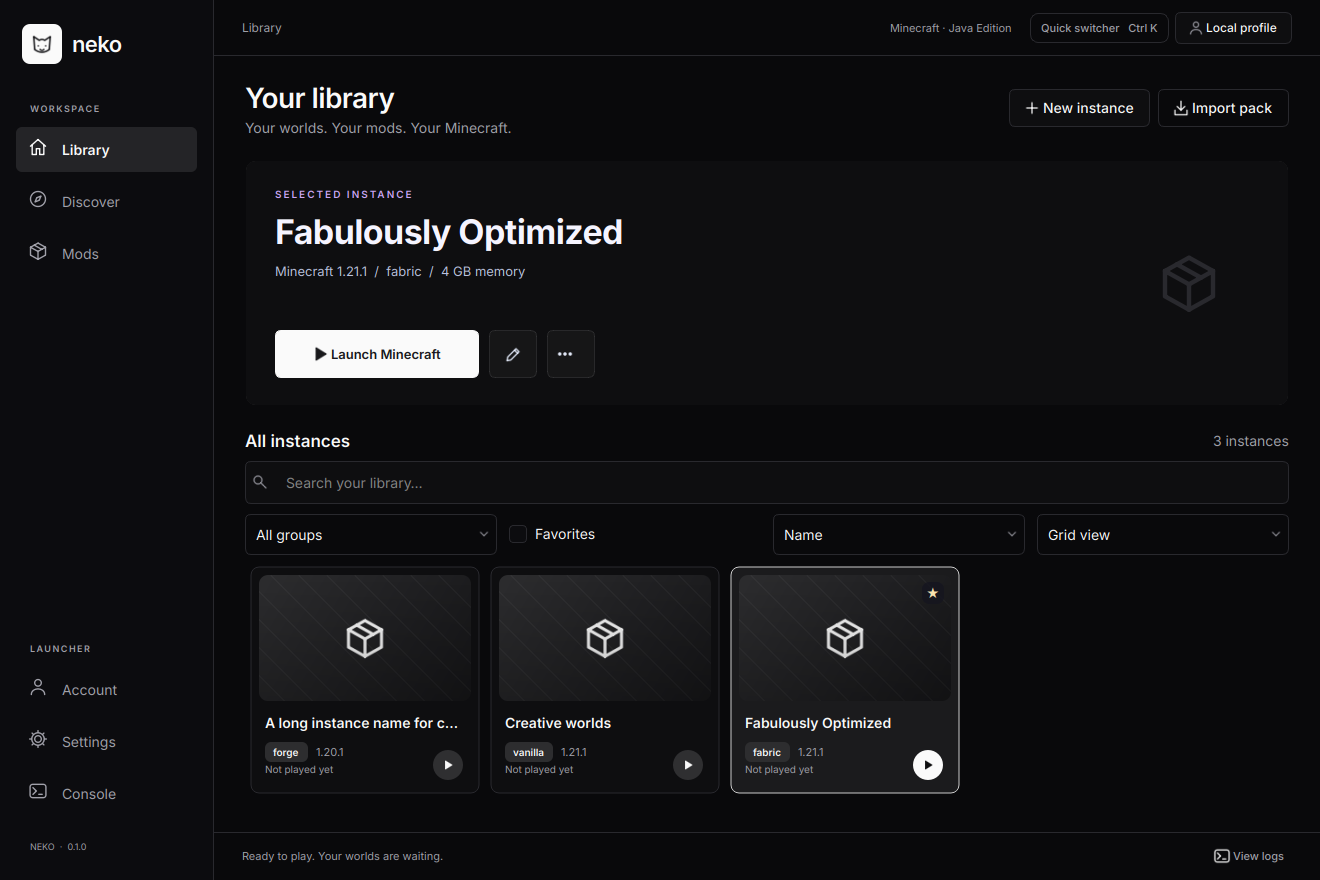 neko
WORKSPACE
Library
Discover
Mods
LAUNCHER
Account
Settings
Console
NEKO · 0.1.0
Library
Minecraft · Java Edition
Quick switcher Ctrl K
Local profile
Your library
Your worlds. Your mods. Your Minecraft.
New instance
Import pack
SELECTED INSTANCE
Fabulously Optimized
Minecraft 1.21.1 / fabric / 4 GB memory
Launch Minecraft
All instances
3 instances
Search your library...
All groups
Favorites
Name
Grid view
A long instance name for c...
forge 1.20.1
Not played yet
Creative worlds
vanilla 1.21.1
Not played yet
Fabulously Optimized
fabric 1.21.1
Not played yet
Ready to play. Your worlds are waiting.
View logs